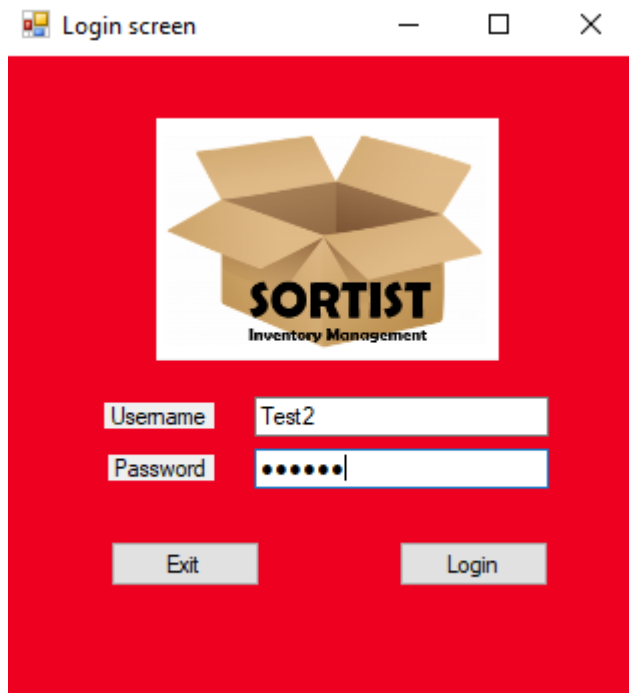 Login screen
SORTIST
Inventory Management
Username
Test2
Password
••••••
Exit
Login